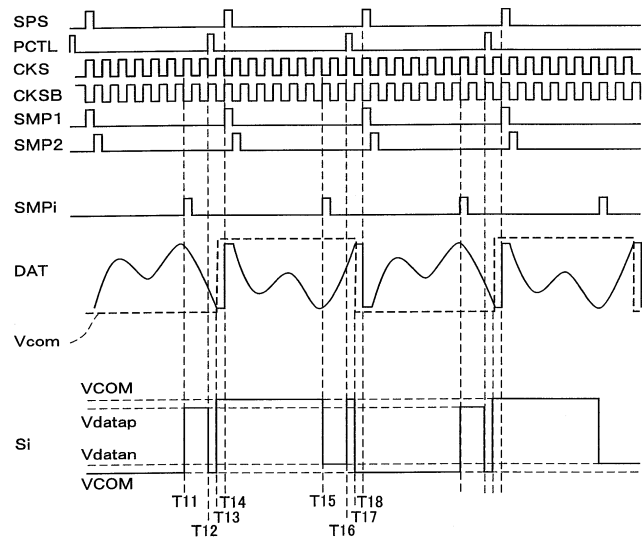 SPS
PCTL
CKS
CKSB
SMP1
SMP2
SMPi
DAT
Vcom
VCOM
Vdatap
Si
Vdatan
VCOM
T11 T14 T15 T18
T13 T17
T12 T16